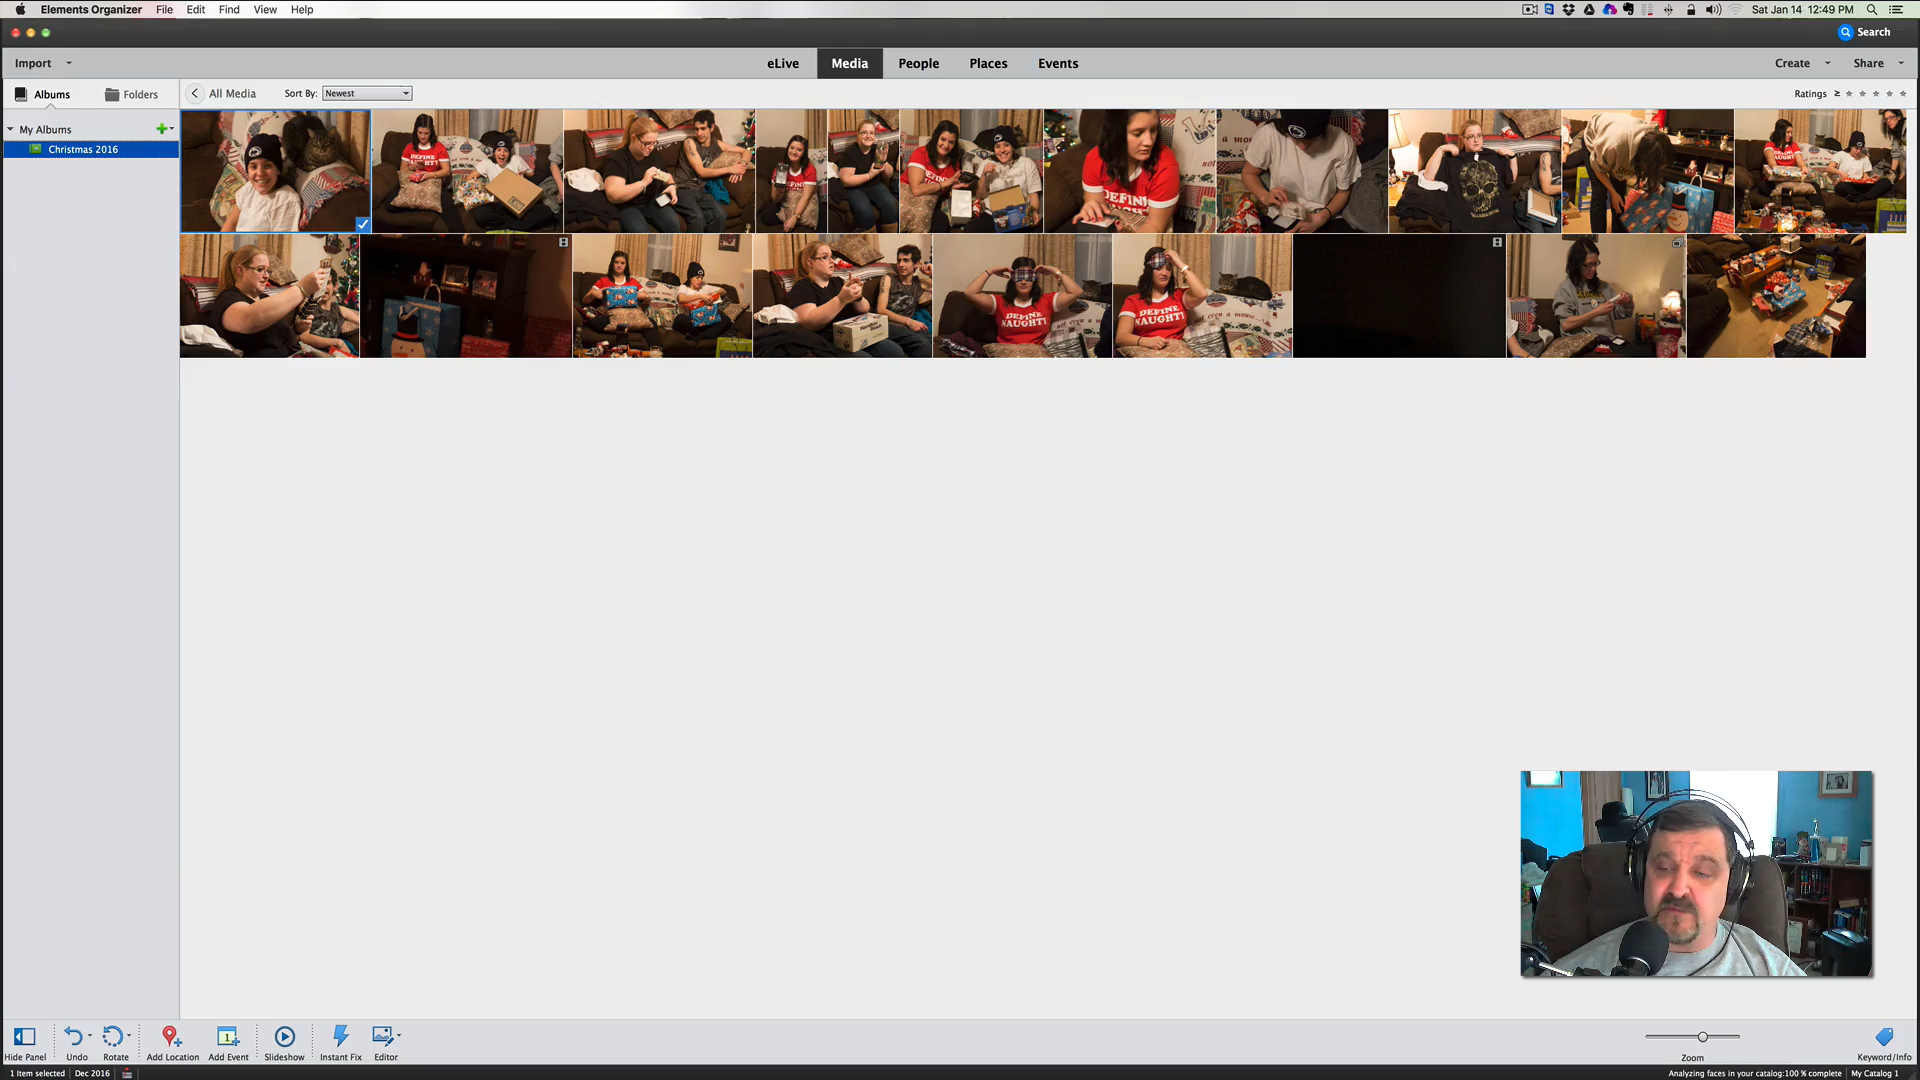 Elements Organizer File Edit Find View Help
Sat Jan 14 12:49 PM
Search
Import
eLive Media People Places Events
Create Share
Albums Folders
All Media Sort By: Newest
Ratings ≥
My Albums
Christmas 2016
DEFINE
NAUGHTY!
DEFINE
NAUGHT!
DEFINE
NAUGHT!
Hide Panel Undo Rotate Add Location Add Event Slideshow Instant Fix Editor
Zoom
Keyword/Info
1 Item selected Dec 2016
Analyzing faces in your catalog:100 % complete My Catalog 1